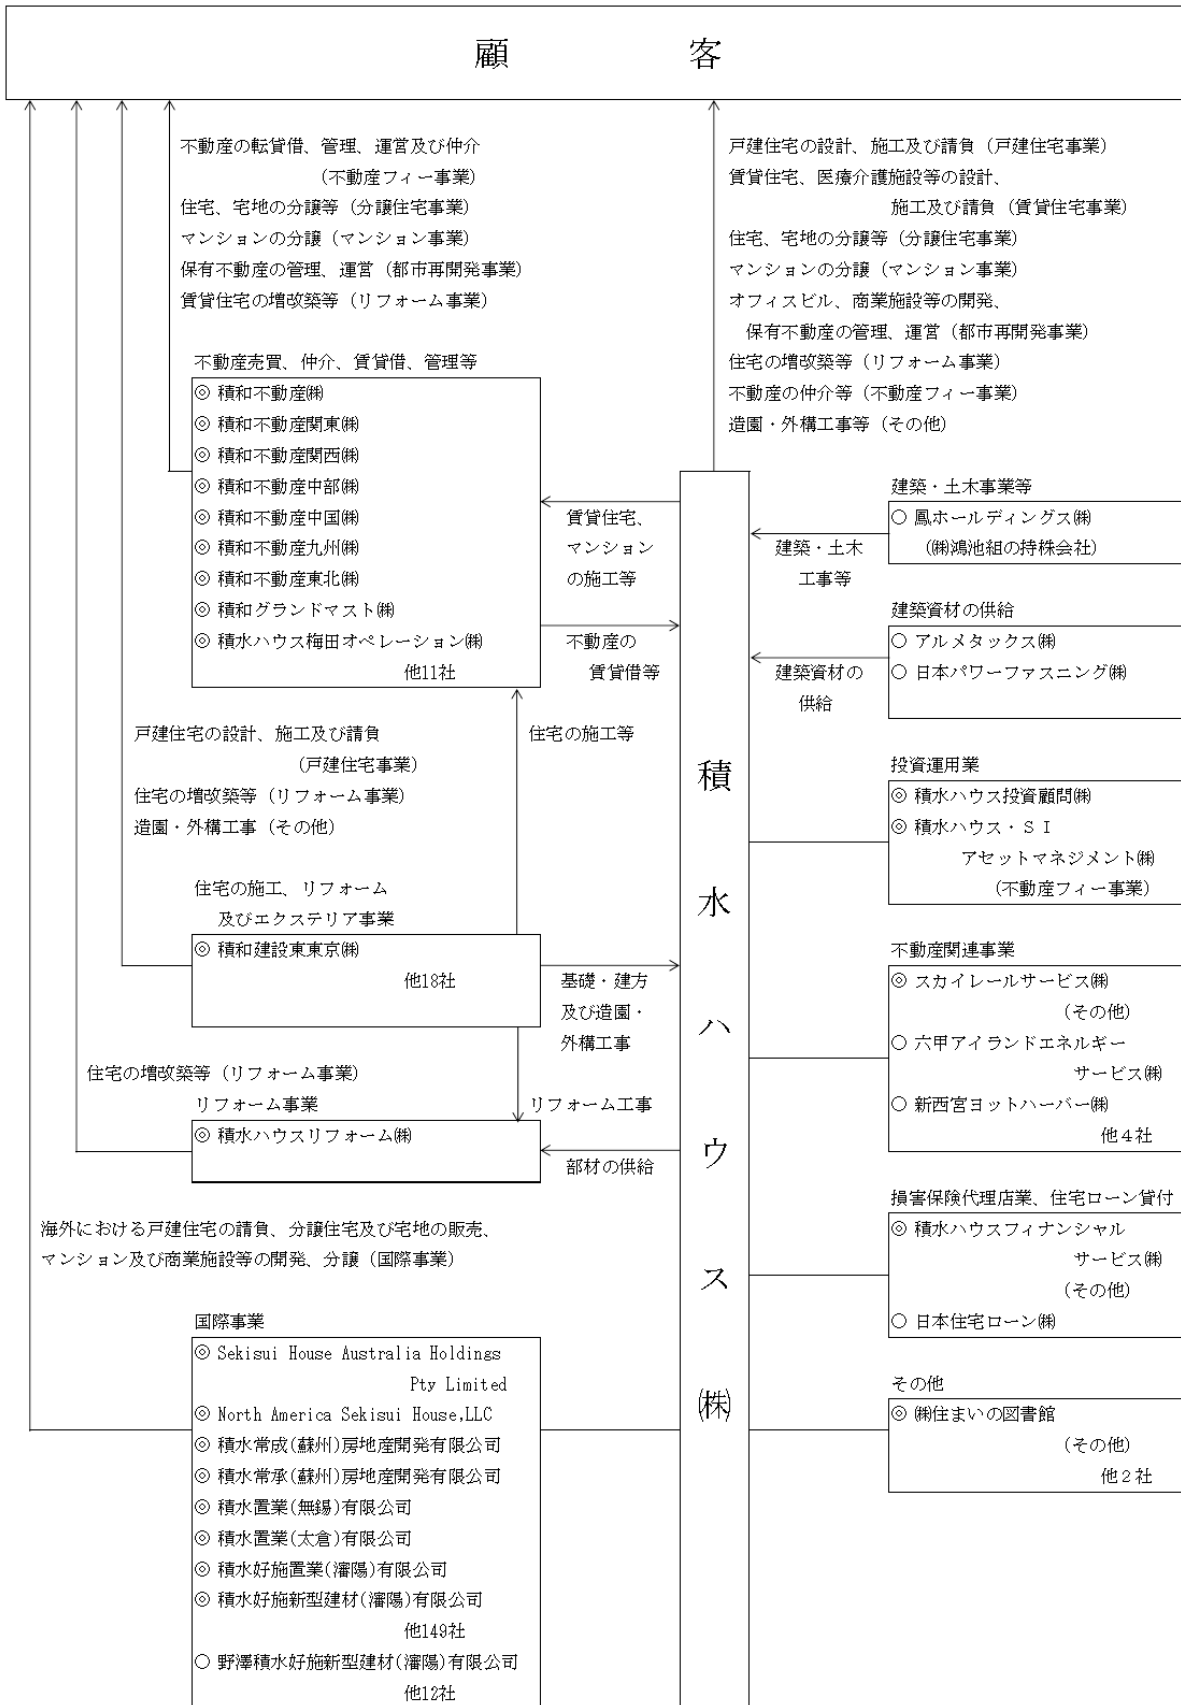 顧客
不動産の転貸借、管理、運営及び仲介
(不動産フィー事業)
住宅、宅地の分譲等（分譲住宅事業）
マンションの分譲（マンション事業）
保有不動産の管理、運営（都市再開発事業）
賃貸住宅の増改築等（リフォーム事業）
戸建住宅の設計、施工及び請負（戸建住宅事業）
賃貸住宅、医療介護施設等の設計、
施工及び請負（賃貸住宅事業）
住宅、宅地の分譲等（分譲住宅事業）
マンションの分譲（マンション事業）
オフィスビル、商業施設等の開発、
保有不動産の管理、運営（都市再開発事業）
住宅の増改築等（リフォーム事業）
不動産の仲介等（不動産フィー事業）
造園・外構工事等（その他）
不動産売買、仲介、賃貸借、管理等
◎ 積和不動産㈱
◎ 積和不動産関東㈱
◎ 積和不動産関西㈱
◎ 積和不動産中部㈱
◎ 積和不動産中国㈱
◎ 積和不動産九州㈱
◎ 積和不動産東北㈱
◎ 積和グランドマスト㈱
◎ 積水ハウス梅田オペレーション㈱
他11社
賃貸住宅、
マンション
の施工等
不動産の
賃貸借等
住宅の施工等
積水ハウス㈱
建築・土木事業等
○ 鳳ホールディングス㈱
(㈱鴻池組の持株会社)
建築・土木
工事等
建築資材の供給
○ アルメタックス㈱
○ 日本パワーファスニング㈱
建築資材の
供給
投資運用業
◎ 積水ハウス投資顧問㈱
◎ 積水ハウス・ＳＩ
アセットマネジメント㈱
(不動産フィー事業)
不動産関連事業
◎ スカイレールサービス㈱
(その他)
○ 六甲アイランドエネルギー
サービス㈱
○ 新西宮ヨットハーバー㈱
他４社
損害保険代理店業、住宅ローン貸付
◎ 積水ハウスフィナンシャル
サービス㈱
(その他)
○ 日本住宅ローン㈱
その他
◎ ㈱住まいの図書館
(その他)
他２社
戸建住宅の設計、施工及び請負
(戸建住宅事業)
住宅の増改築等（リフォーム事業）
造園・外構工事（その他）
住宅の施工、リフォーム
及びエクステリア事業
◎ 積和建設東東京㈱
他18社
基礎・建方
及び造園・
外構工事
住宅の増改築等（リフォーム事業）
リフォーム事業
リフォーム工事
◎ 積水ハウスリフォーム㈱
部材の供給
海外における戸建住宅の請負、分譲住宅及び宅地の販売、
マンション及び商業施設等の開発、分譲（国際事業）
国際事業
◎ Sekisui House Australia Holdings
Pty Limited
◎ North America Sekisui House,LLC
◎ 積水常成(蘇州)房地産開発有限公司
◎ 積水常承(蘇州)房地産開発有限公司
◎ 積水置業(無錫)有限公司
◎ 積水置業(太倉)有限公司
◎ 積水好施置業(瀋陽)有限公司
◎ 積水好施新型建材(瀋陽)有限公司
他149社
○ 野澤積水好施新型建材(瀋陽)有限公司
他12社